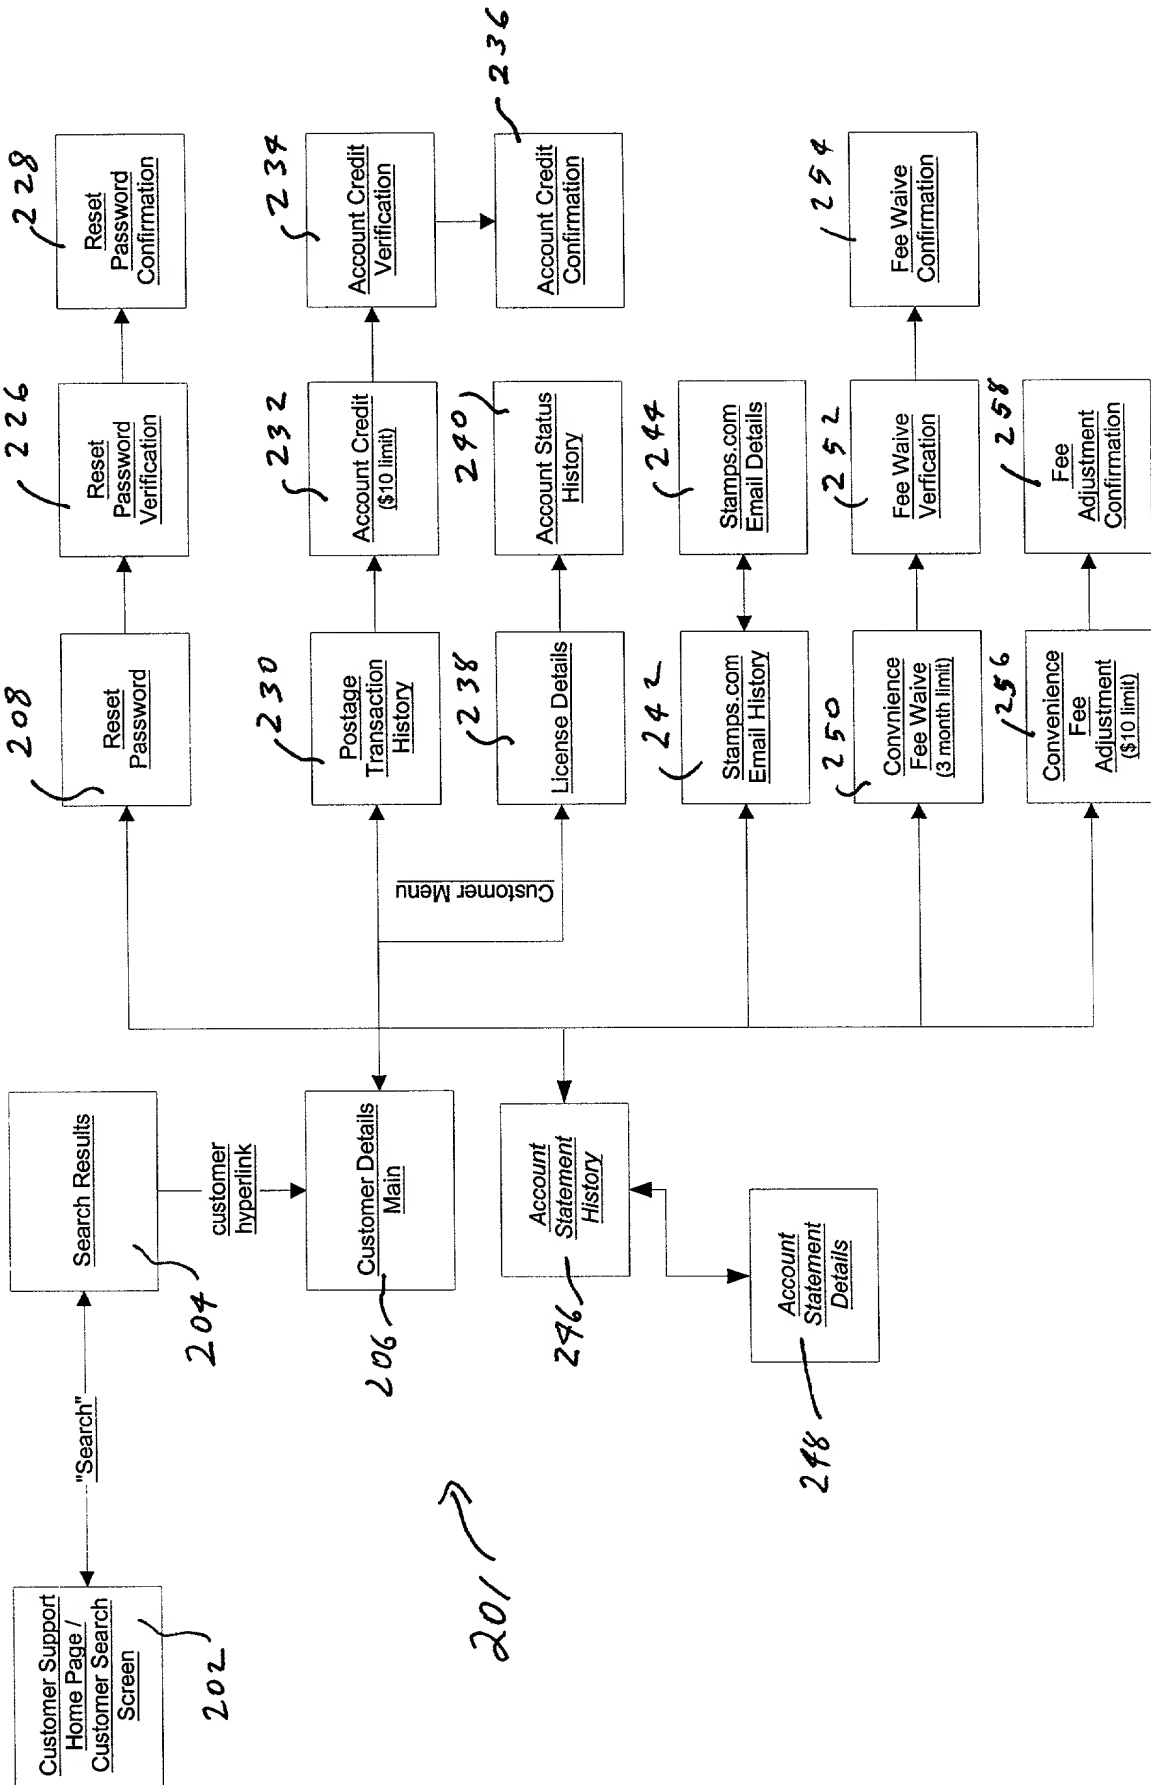 Customer Support
Home Page /
Customer Search
Screen
202
"Search"
Search Results
204
customer
hyperlink
Customer Details
Main
206
Account
Statement
History
246
Account
Statement
Details
248
201
Customer Menu
Reset
Password
208
Reset
Password
Verification
226
Reset
Password
Confirmation
228
Postage
Transaction
History
230
Account Credit
($10 limit)
232
Account Credit
Verification
234
Account Credit
Confirmation
236
License Details
238
Account Status
History
240
Stamps.com
Email History
242
Stamps.com
Email Details
244
Convnience
Fee Waive
(3 month limit)
250
Fee Waive
Verfication
252
Fee Waive
Confirmation
254
Convenience
Fee
Adjustment
($10 limit)
256
Fee
Adjustment
Confirmation
258